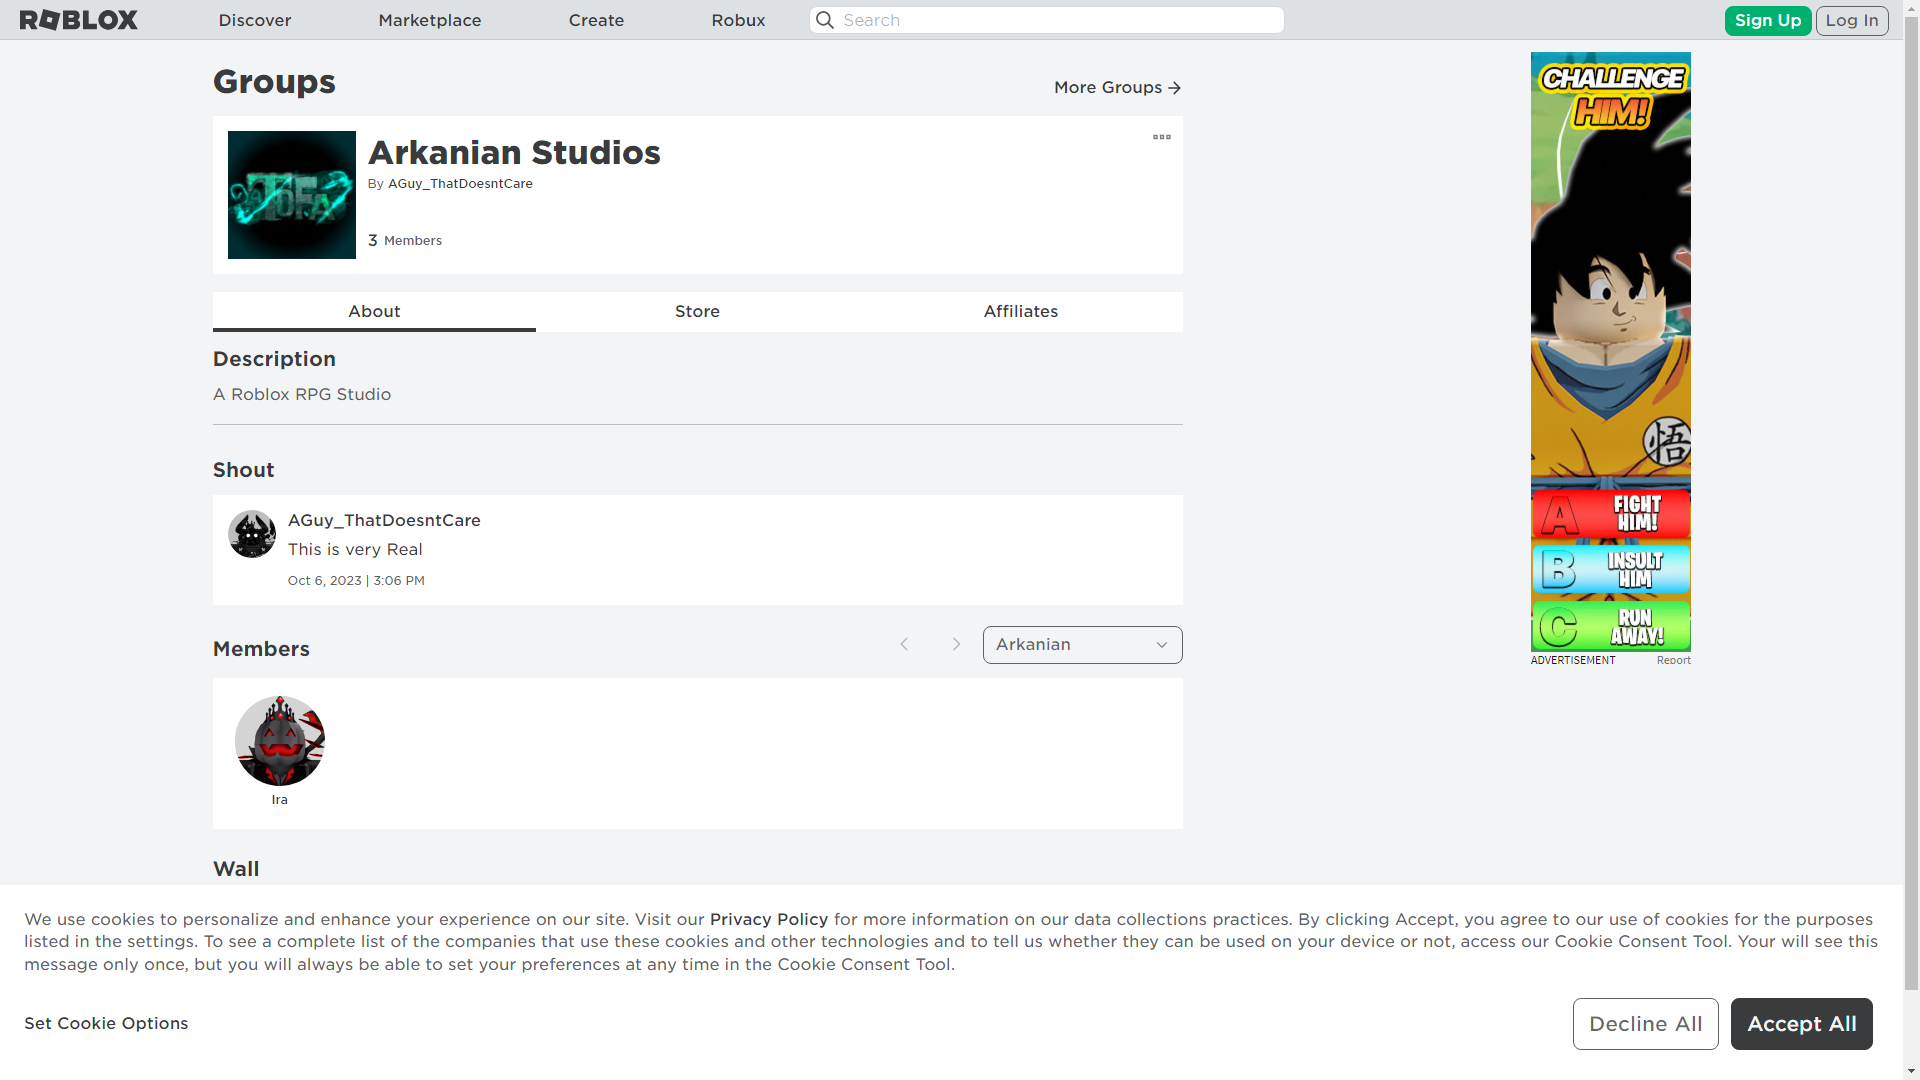 ROBLOX
Discover
Marketplace
Create
Robux
Search
Sign Up
Log In
Groups
More Groups
Arkanian Studios
By AGuy_ThatDoesntCare
3 Members
About
Store
Affiliates
Description
A Roblox RPG Studio
Shout
AGuy_ThatDoesntCare
This is very Real
Oct 6, 2023 | 3:06 PM
Members
Arkanian
Ira
Wall
CHALLENGE
HIM!
悟
A FIGHT
HIM!
B INSULT
HIM
C RUN
AWAY!
ADVERTISEMENT
Report
We use cookies to personalize and enhance your experience on our site. Visit our Privacy Policy for more information on our data collections practices. By clicking Accept, you agree to our use of cookies for the purposes
listed in the settings. To see a complete list of the companies that use these cookies and other technologies and to tell us whether they can be used on your device or not, access our Cookie Consent Tool. Your will see this
message only once, but you will always be able to set your preferences at any time in the Cookie Consent Tool.
Set Cookie Options
Decline All
Accept All